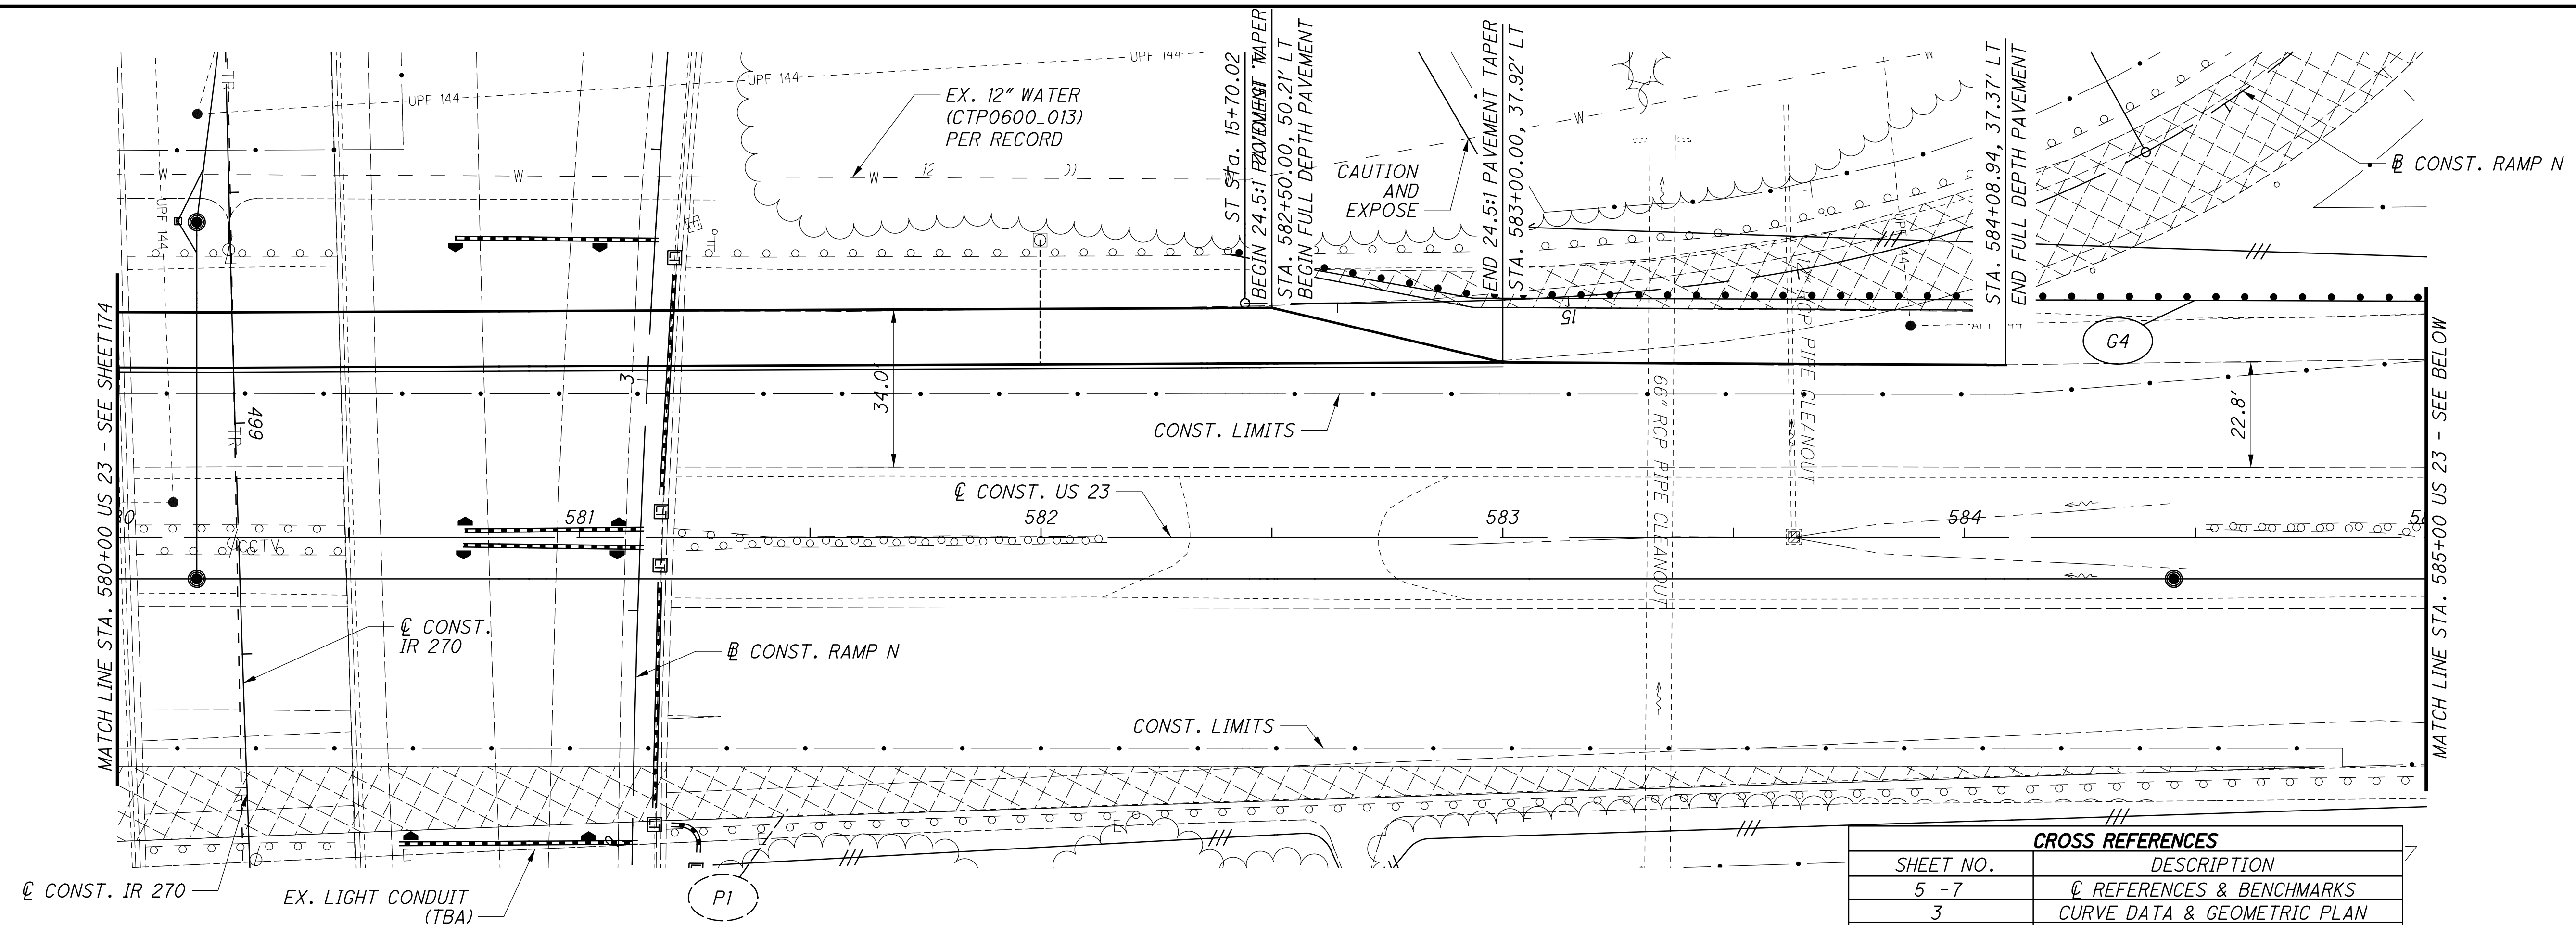 UPF 144
UPF 144
UPF 144
EX. 12" WATER
(CTP0600_013)
PER RECORD
W
W
W
W
W
TR
UPF 144
ST Sta. 15+70.02
BEGIN 24.5:1 PAVEMENT TAPER
STA. 582+50.00, 50.21' LT
BEGIN FULL DEPTH PAVEMENT
CAUTION
AND
EXPOSE
END 24.5:1 PAVEMENT TAPER
STA. 583+00.00, 37.92' LT
STA. 584+08.94, 37.37' LT
END FULL DEPTH PAVEMENT
℄ CONST. RAMP N
MATCH LINE STA. 580+00 US 23 - SEE SHEET 174
499
TR
3
34.0'
15
G4
CONST. LIMITS
66" RCP PIPE CLEANOUT
RCP PIPE CLEANOUT
22.8'
MATCH LINE STA. 585+00 US 23 - SEE BELOW
℄ CONST. US 23
581
582
583
584
CCTV
℄ CONST.
IR 270
℄ CONST. RAMP N
CONST. LIMITS
E
E
E
E
℄ CONST. IR 270
EX. LIGHT CONDUIT
(TBA)
P1
CROSS REFERENCES
SHEET NO. DESCRIPTION
5 -7 ℄ REFERENCES & BENCHMARKS
3 CURVE DATA & GEOMETRIC PLAN